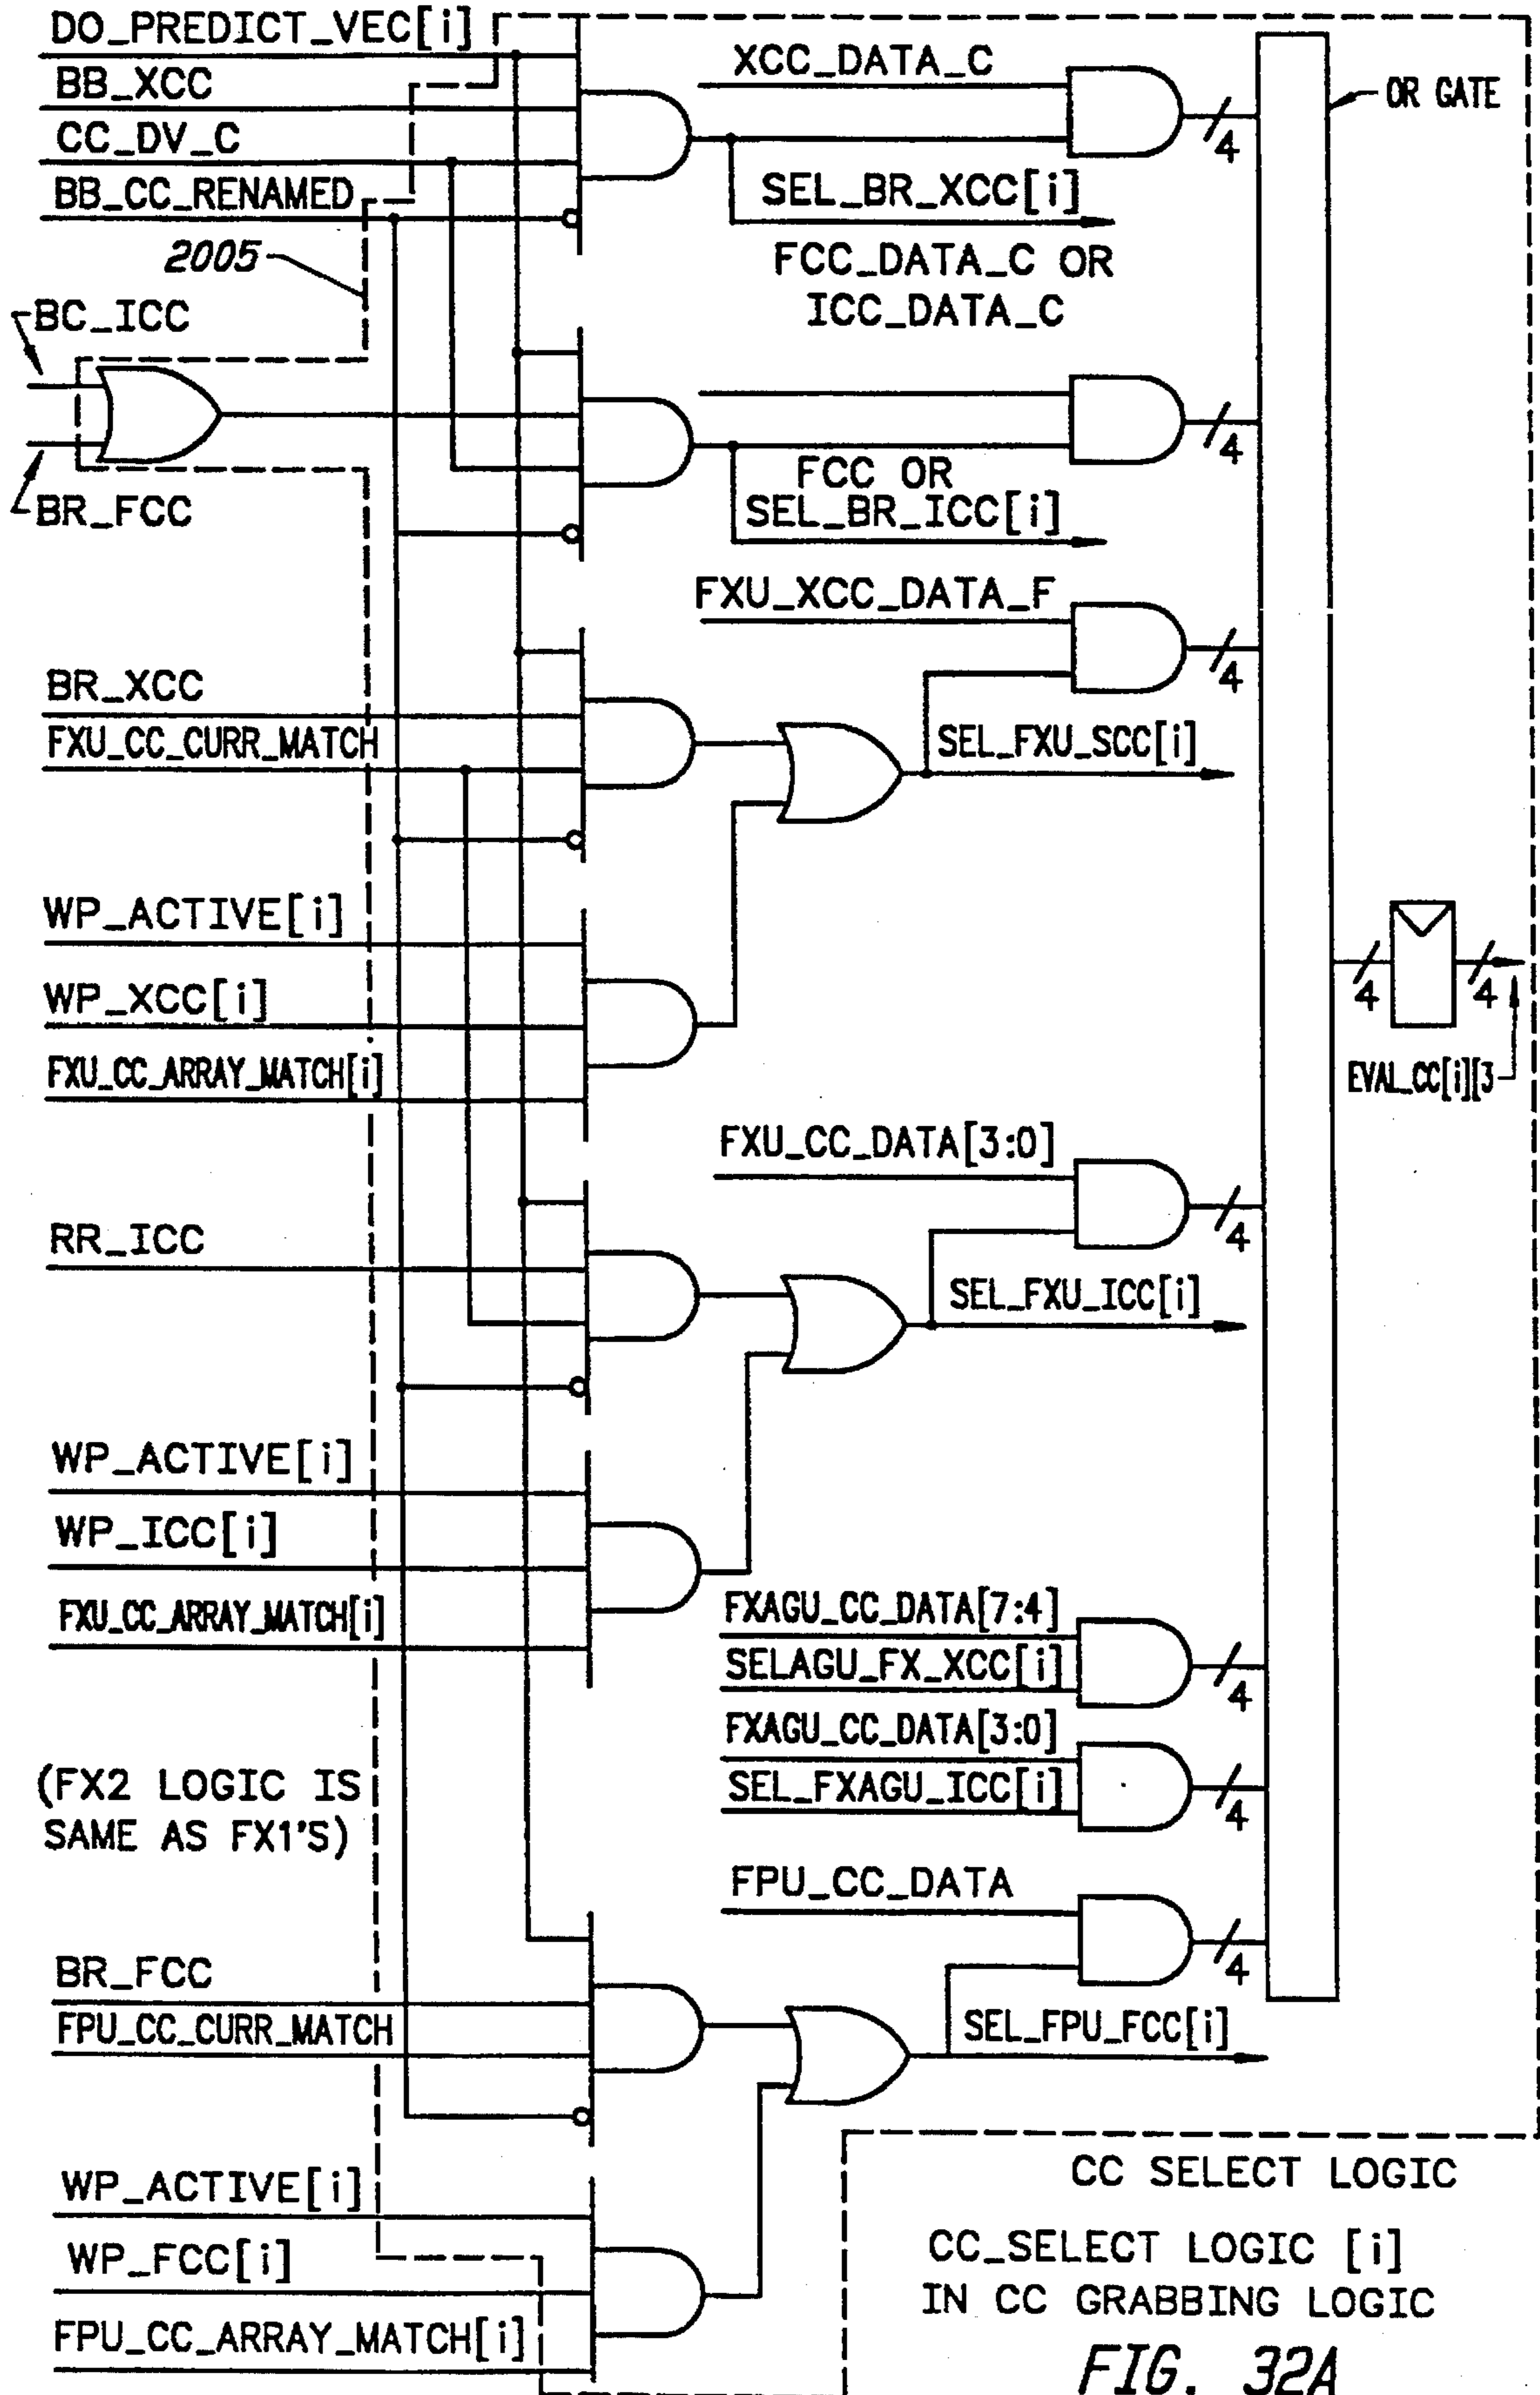 DO_PREDICT_VEC[i]
BB_XCC
CC_DV_C
BB_CC_RENAMED
2005
BC_ICC
BR_FCC
XCC_DATA_C
OR GATE
4
SEL_BR_XCC[i]
FCC_DATA_C OR
ICC_DATA_C
4
FCC OR
SEL_BR_ICC[i]
FXU_XCC_DATA_F
4
BR_XCC
FXU_CC_CURR_MATCH
SEL_FXU_SCC[i]
WP_ACTIVE[i]
WP_XCC[i]
FXU_CC_ARRAY_MATCH[i]
4
4
EVAL_CC[i][3
FXU_CC_DATA[3:0]
4
RR_ICC
SEL_FXU_ICC[i]
WP_ACTIVE[i]
WP_ICC[i]
FXU_CC_ARRAY_MATCH[i]
FXAGU_CC_DATA[7:4]
SELAGU_FX_XCC[i]
4
FXAGU_CC_DATA[3:0]
SEL_FXAGU_ICC[i]
4
(FX2 LOGIC IS
SAME AS FX1'S)
FPU_CC_DATA
4
BR_FCC
FPU_CC_CURR_MATCH
SEL_FPU_FCC[i]
WP_ACTIVE[i]
WP_FCC[i]
FPU_CC_ARRAY_MATCH[i]
CC SELECT LOGIC
CC_SELECT LOGIC [i]
IN CC GRABBING LOGIC
FIG. 32A